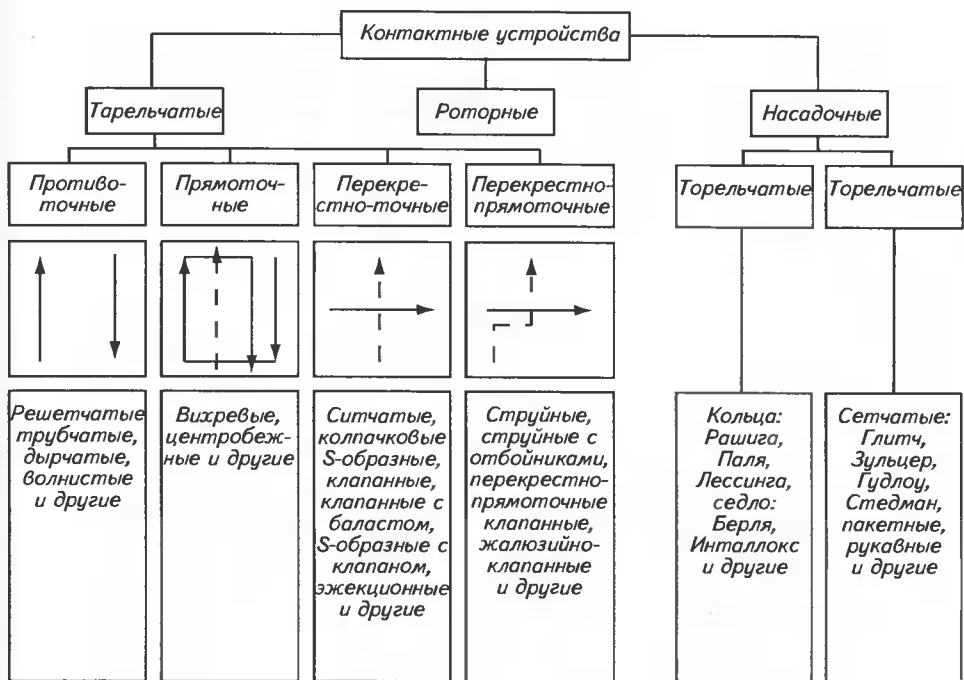 Контактные устройства
Тарельчатые
Роторные
Насадочные
Противо-
точные
Прямоточ-
ные
Перекре-
стно-точные
Перекрестно-
прямоточные
Торельчатые
Торельчатые
Решетчатые
трубчатые,
дырчатые,
волнистые
и другие
Вихревые,
центробеж-
ные и другие
Ситчатые,
колпачковые
S-образные,
клапанные,
клапанные с
баластом,
S-образные с
клапаном,
эжекционные
и другие
Струйные,
струйные с
отбойниками,
перекрестно-
прямоточные
клапанные,
жалюзийно-
клапанные
и другие
Кольца:
Рашига,
Паля,
Лессинга,
седло:
Берля,
Инталлокс
и другие
Сетчатые:
Глитч,
Зульцер,
Гудлоу,
Стедман,
пакетные,
рукавные
и другие